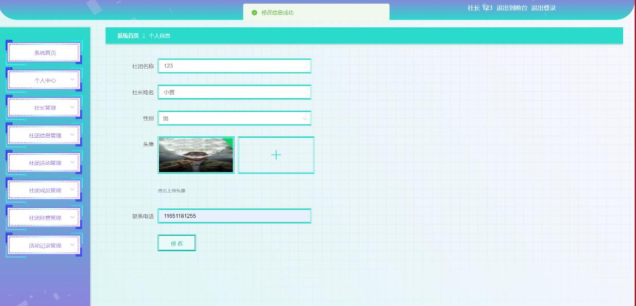 修改信息成功
社长 123 退出到前台 退出登录
系统首页 : 个人信息
系统首页
个人中心
社长管理
社团信息管理
社团活动管理
社团成员管理
社团经费管理
活动记录管理
社团名称 123
社长姓名
性别
头像
点击上传头像
联系电话 11651161255
修 改